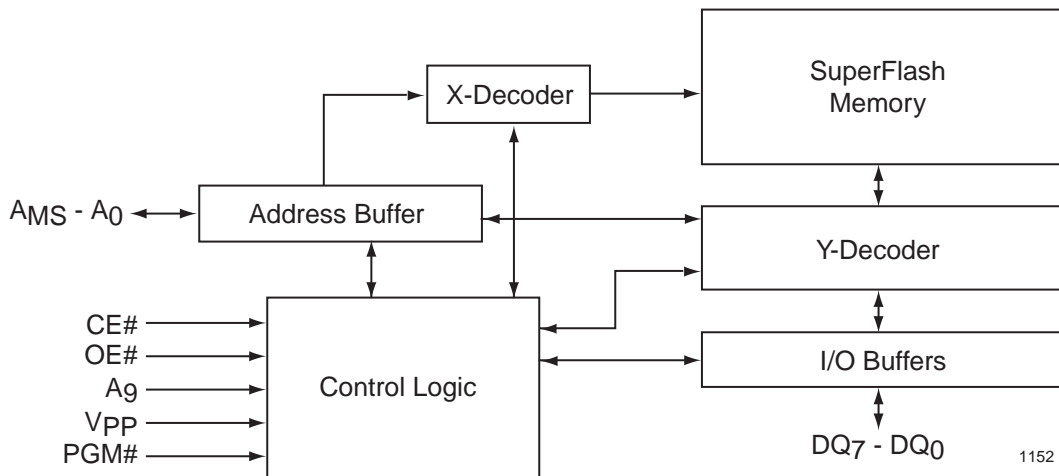 SuperFlash
Memory
X-Decoder
AMS - A0
Address Buffer
Y-Decoder
CE#
OE#
A9
VPP
PGM#
Control Logic
I/O Buffers
DQ7 - DQ0
1152